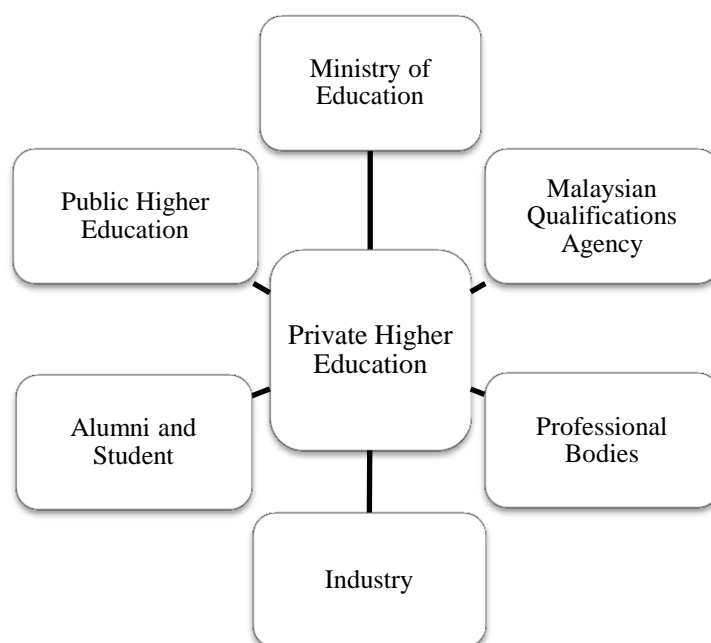 Ministry of
Education
Public Higher
Education
Malaysian
Qualifications
Agency
Private Higher
Education
Alumni and
Student
Professional
Bodies
Industry